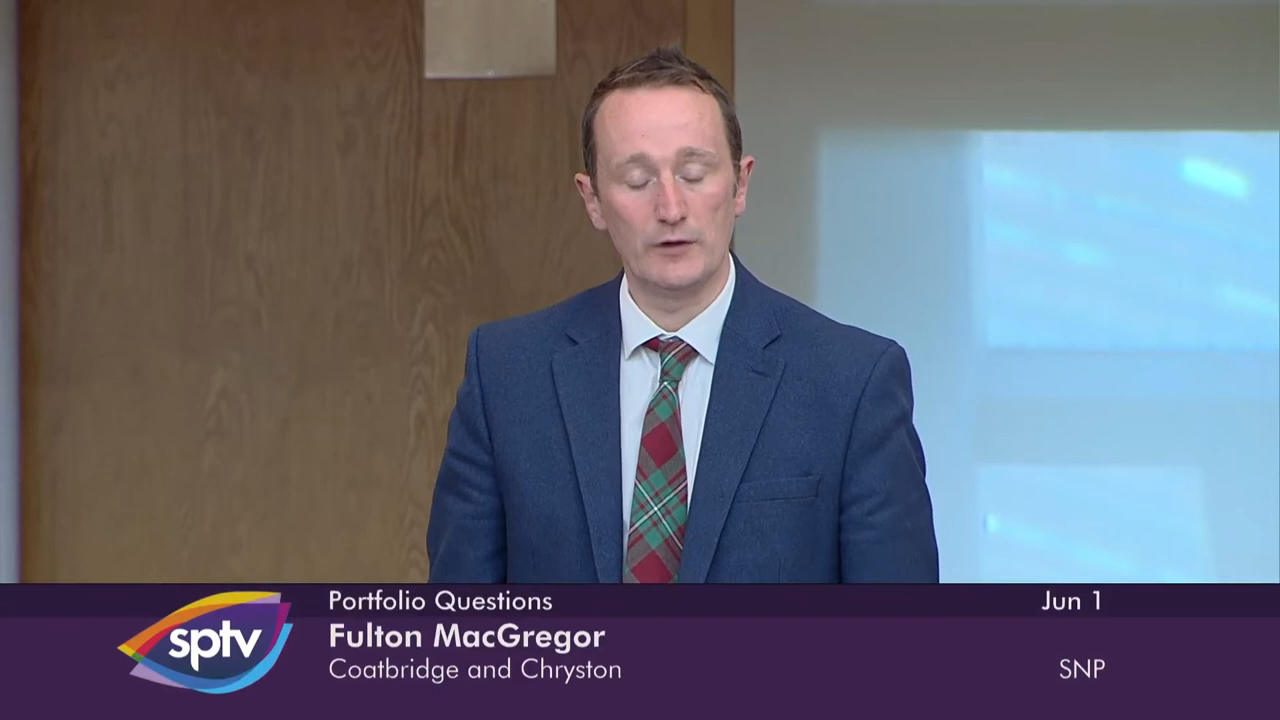 Portfolio Questions
Jun 1
sptv
Fulton MacGregor
Coatbridge and Chryston
SNP